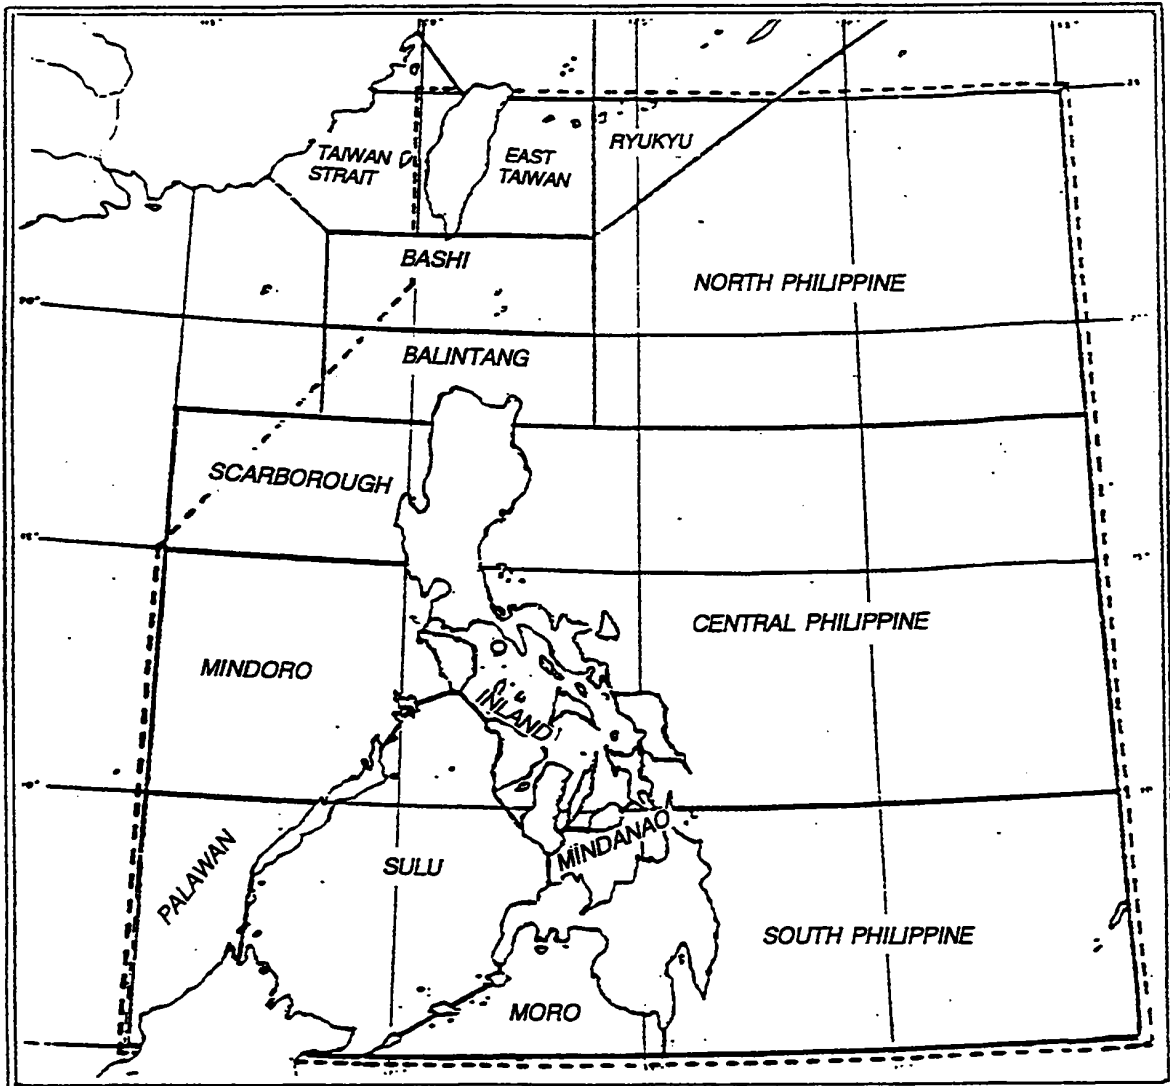 TAIWAN
STRAIT
EAST
TAIWAN
RYUKYU
BASHI
NORTH PHILIPPINE
BALINTANG
SCARBOROUGH
CENTRAL PHILIPPINE
MINDORO
INLAND
MINDANAO
PALAWAN
SULU
SOUTH PHILIPPINE
MORO